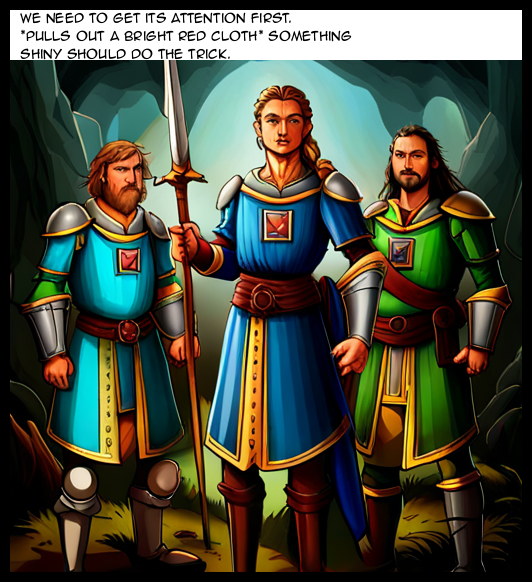 WE NEED TO GET ITS ATTENTION FIRST.
*PULLS OUT A BRIGHT RED CLOTH* SOMETHING
SHINY SHOULD DO THE TRICK.